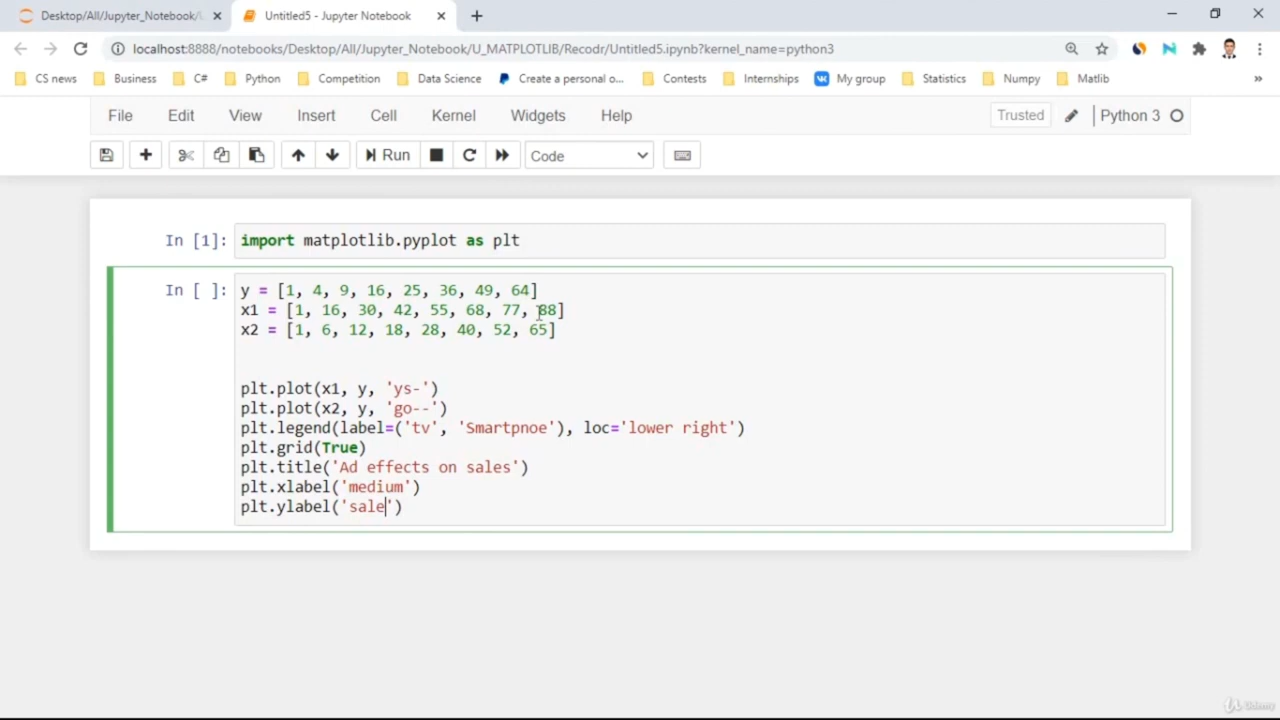 Desktop/All/Jupyter_Notebook/
Untitled5 - Jupyter Notebook
localhost:8888/notebooks/Desktop/All/Jupyter_Notebook/U_MATPLOTLIB/Recodr/Untitled5.ipynb?kernel_name=python3
CS news Business C# Python Competition Data Science Create a personal o... Contests Internships My group Statistics Numpy Matlib »
File Edit View Insert Cell Kernel Widgets Help Trusted Python 3
Run Code
In [1]: import matplotlib.pyplot as plt
In [ ]: y = [1, 4, 9, 16, 25, 36, 49, 64]
x1 = [1, 16, 30, 42, 55, 68, 77, 88]
x2 = [1, 6, 12, 18, 28, 40, 52, 65]
plt.plot(x1, y, 'ys-')
plt.plot(x2, y, 'go--')
plt.legend(label=('tv', 'Smartpnoe'), loc='lower right')
plt.grid(True)
plt.title('Ad effects on sales')
plt.xlabel('medium')
plt.ylabel('sale')
Udemy